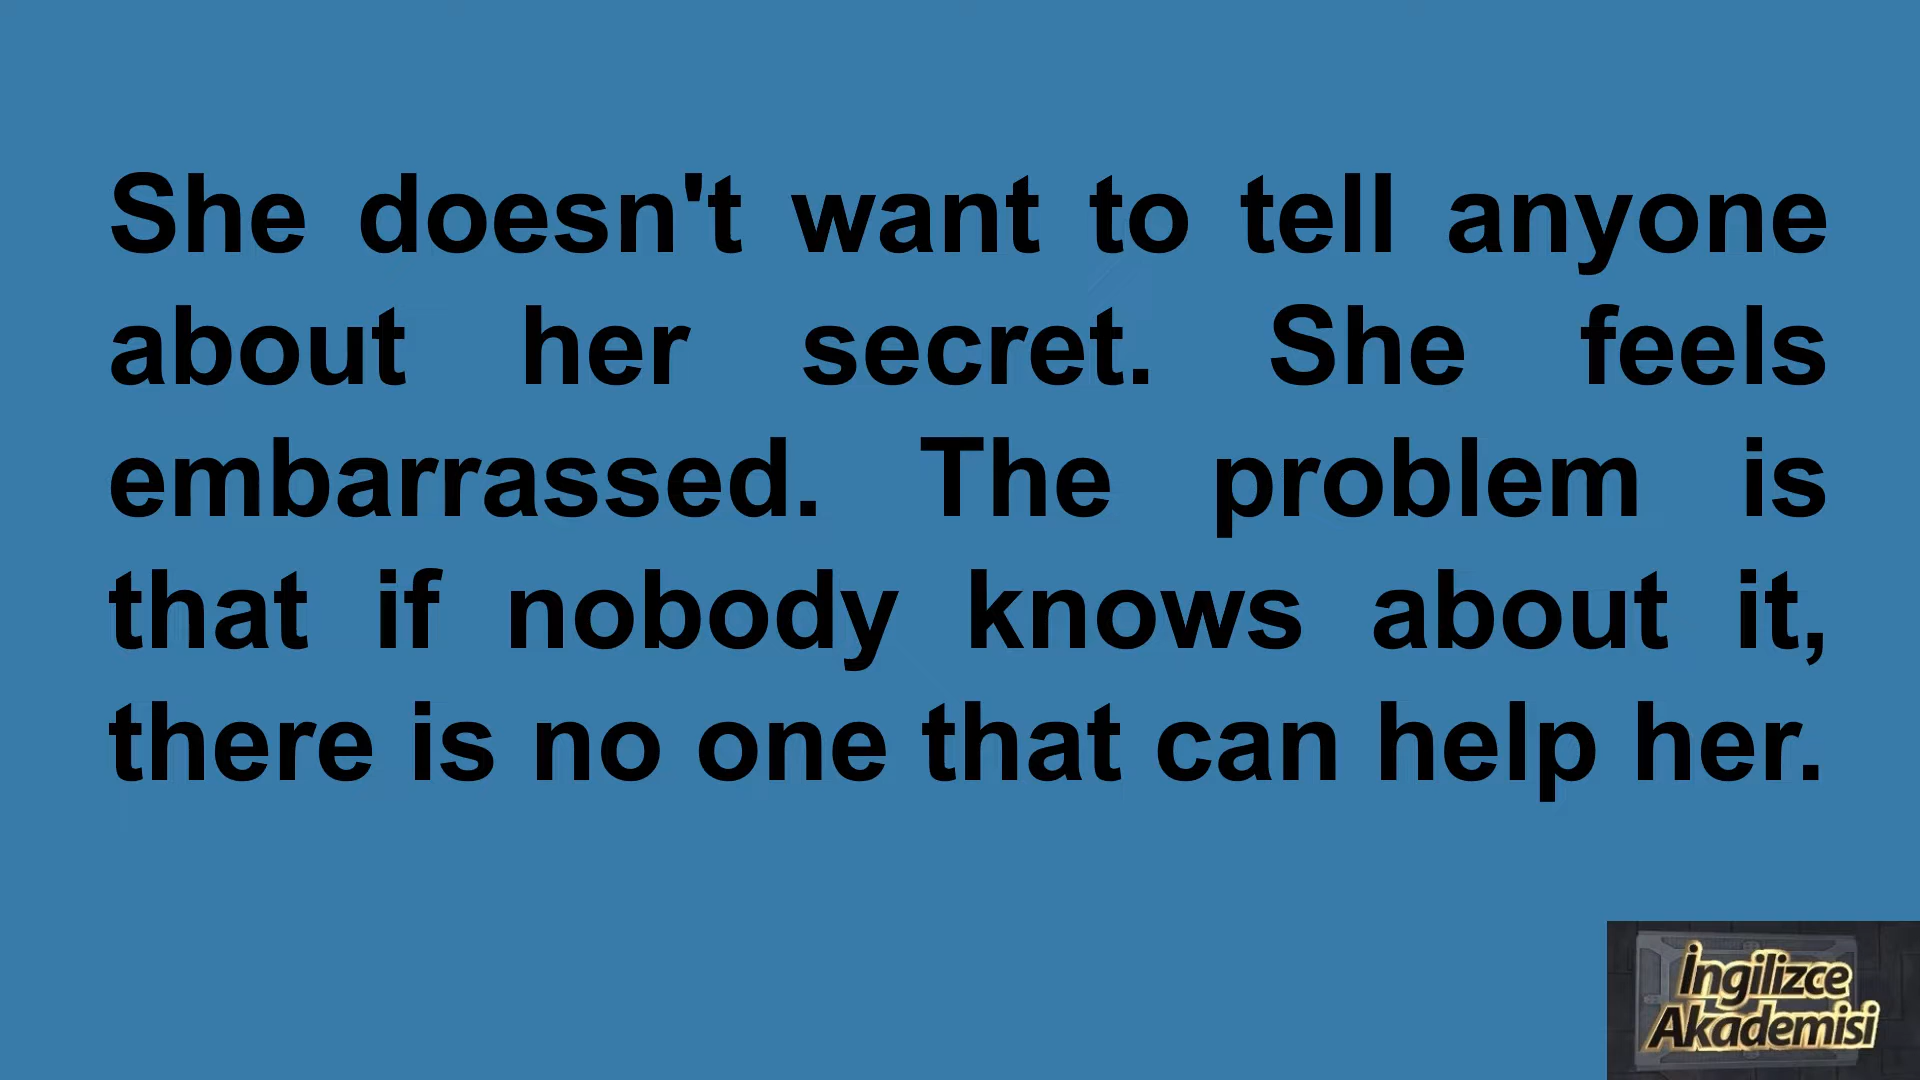 She doesn't want to tell anyone
about her secret. She feels
embarrassed. The problem is
that if nobody knows about it,
there is no one that can help her.
İngilizce
Akademisi